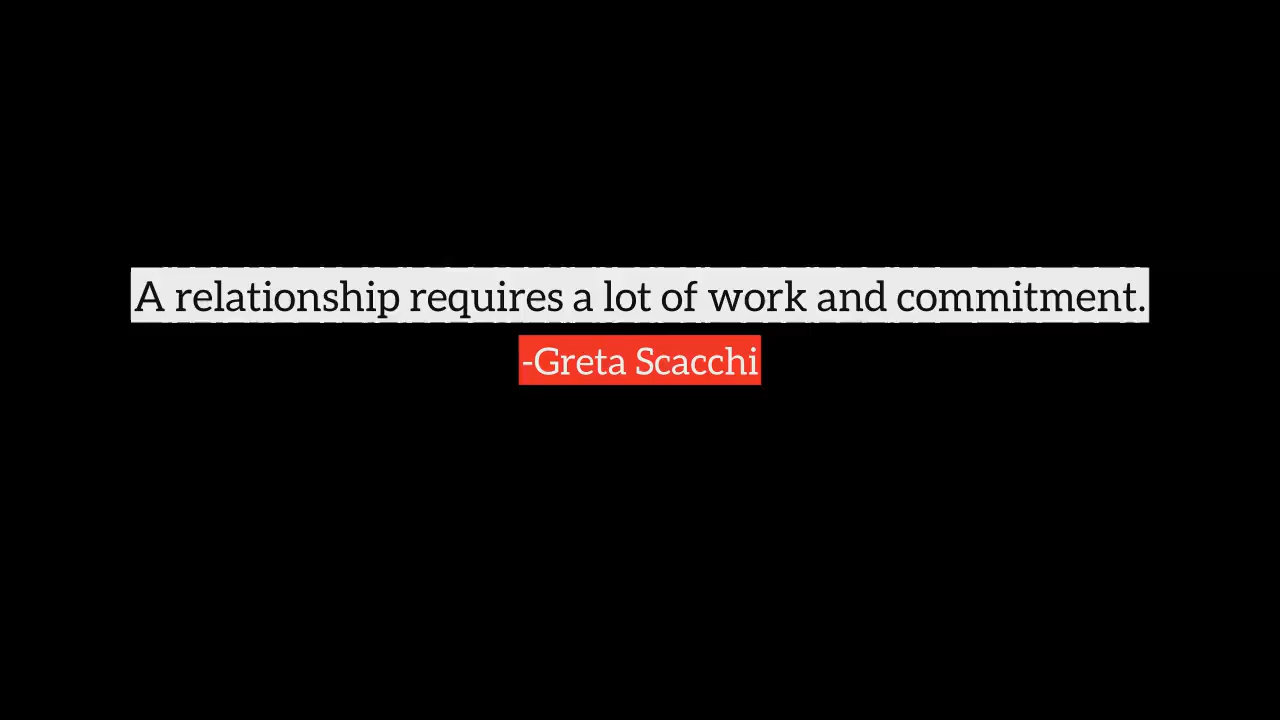 A relationship requires a lot of work and commitment.
-Greta Scacchi